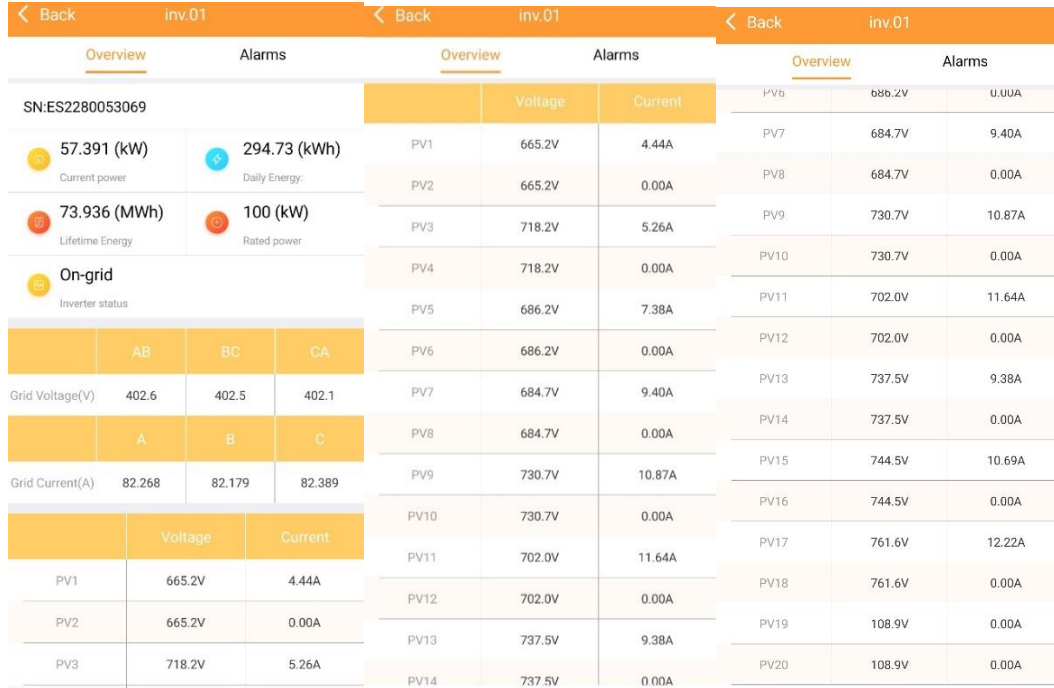 Back inv.01
Overview Alarms
SN:ES2280053069
57.391 (kW) 294.73 (kWh)
Current power Daily Energy:
73.936 (MWh) 100 (kW)
Lifetime Energy Rated power
On-grid
Inverter status
AB BC CA
Grid Voltage(V) 402.6 402.5 402.1
A B C
Grid Current(A) 82.268 82.179 82.389
Voltage Current
PV1 665.2V 4.44A
PV2 665.2V 0.00A
PV3 718.2V 5.26A
Back inv.01
Overview Alarms
Voltage Current
PV1 665.2V 4.44A
PV2 665.2V 0.00A
PV3 718.2V 5.26A
PV4 718.2V 0.00A
PV5 686.2V 7.38A
PV6 686.2V 0.00A
PV7 684.7V 9.40A
PV8 684.7V 0.00A
PV9 730.7V 10.87A
PV10 730.7V 0.00A
PV11 702.0V 11.64A
PV12 702.0V 0.00A
PV13 737.5V 9.38A
PV14 737.5V 0.00A
Back inv.01
Overview Alarms
PV6 686.2V 0.00A
PV7 684.7V 9.40A
PV8 684.7V 0.00A
PV9 730.7V 10.87A
PV10 730.7V 0.00A
PV11 702.0V 11.64A
PV12 702.0V 0.00A
PV13 737.5V 9.38A
PV14 737.5V 0.00A
PV15 744.5V 10.69A
PV16 744.5V 0.00A
PV17 761.6V 12.22A
PV18 761.6V 0.00A
PV19 108.9V 0.00A
PV20 108.9V 0.00A